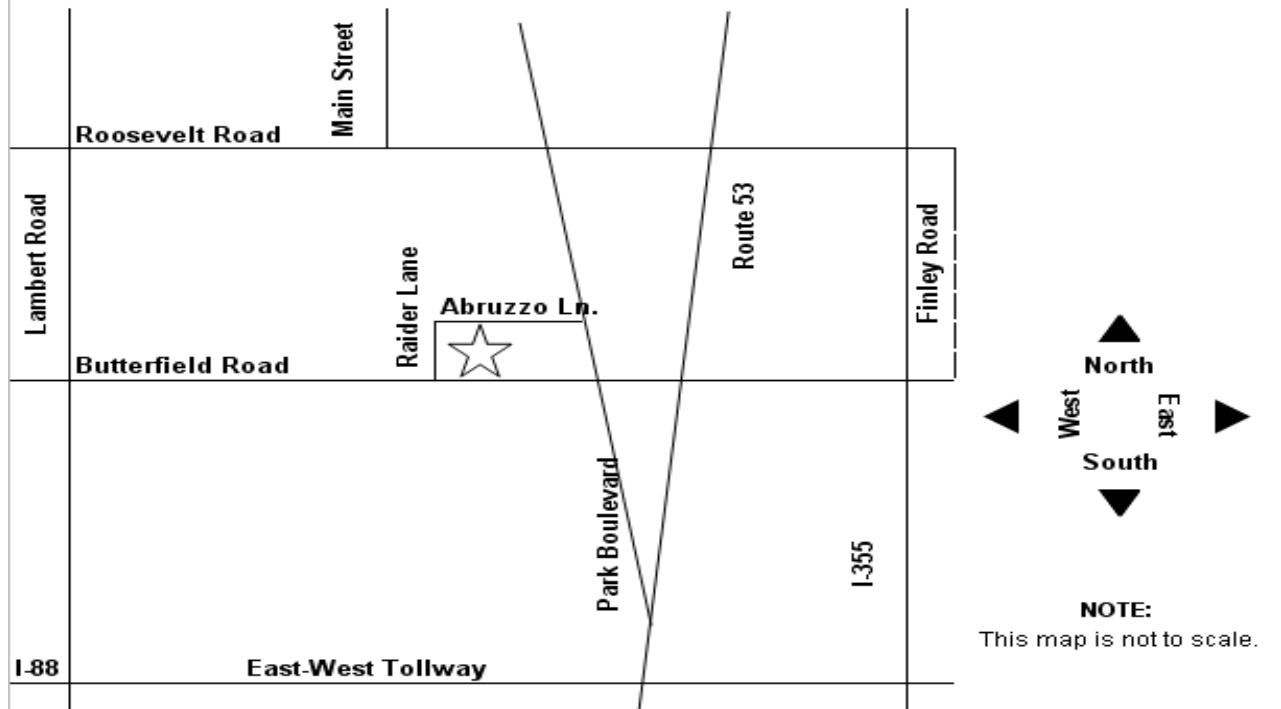 Main Street
Roosevelt Road
Lambert Road
Route 53
Finley Road
Raider Lane
Abruzzo Ln.
Butterfield Road
North
West
East
South
Park Boulevard
I-355
NOTE:
This map is not to scale.
I-88
East-West Tollway